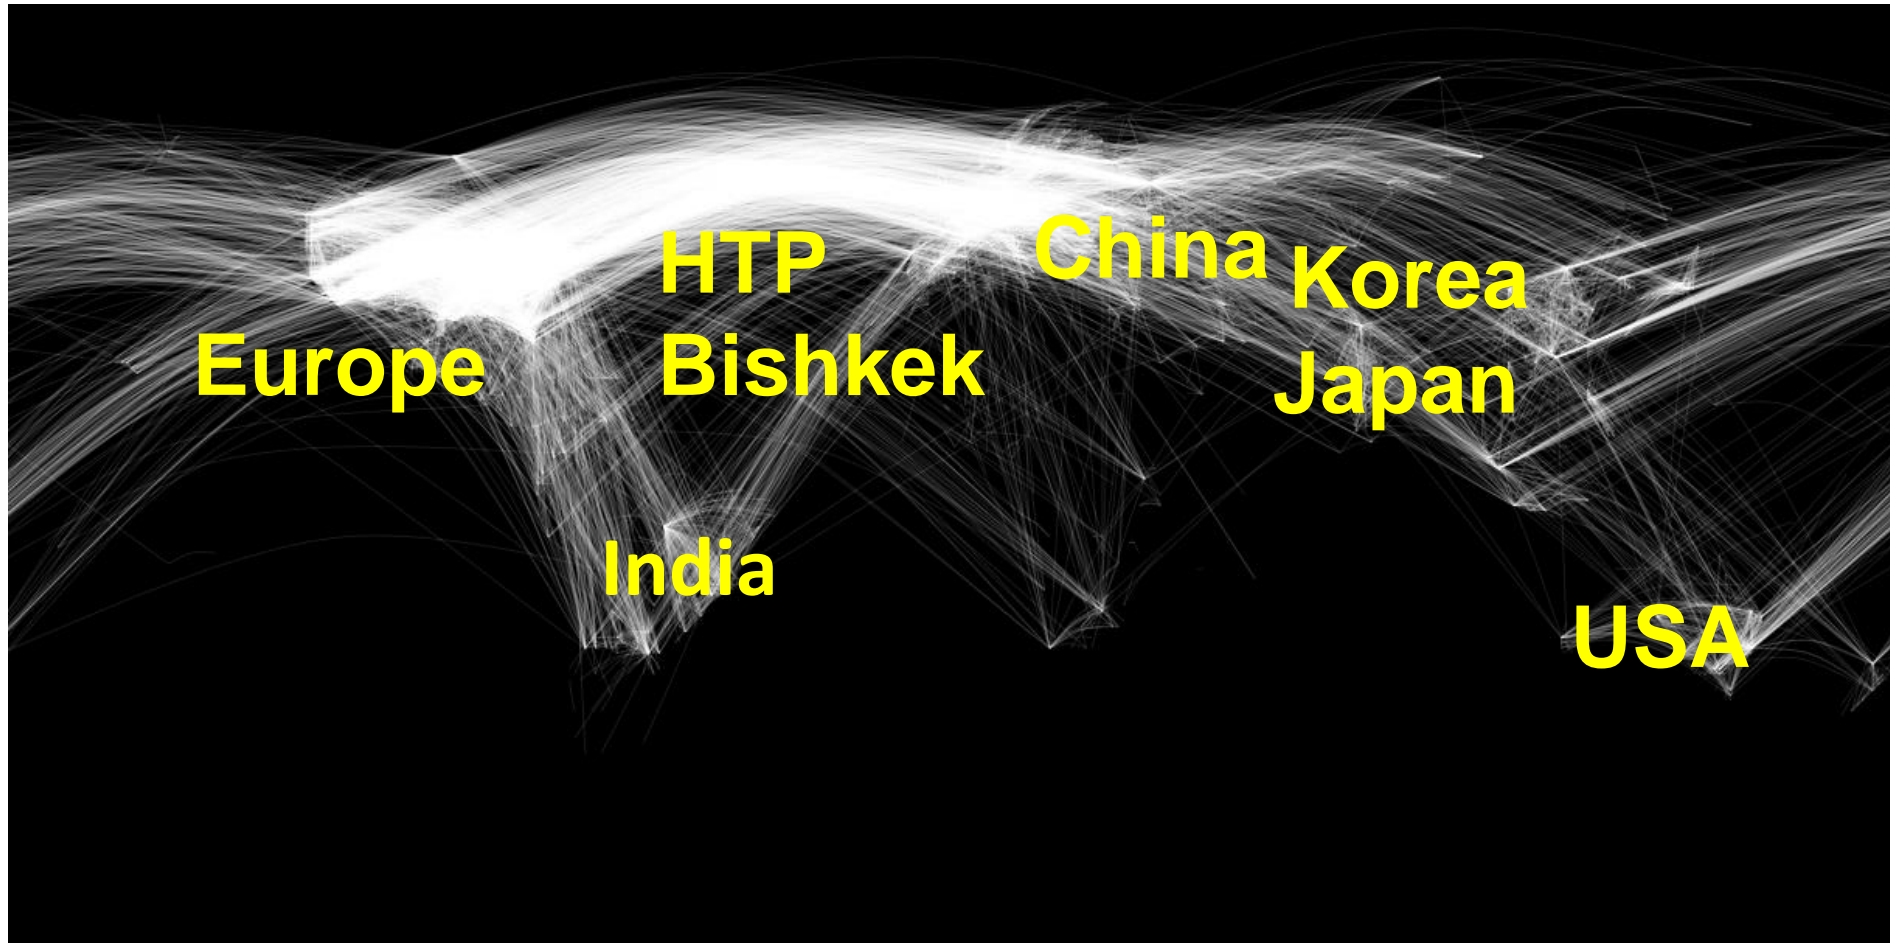 HTP
Bishkek
China
Korea
Japan
Europe
India
USA